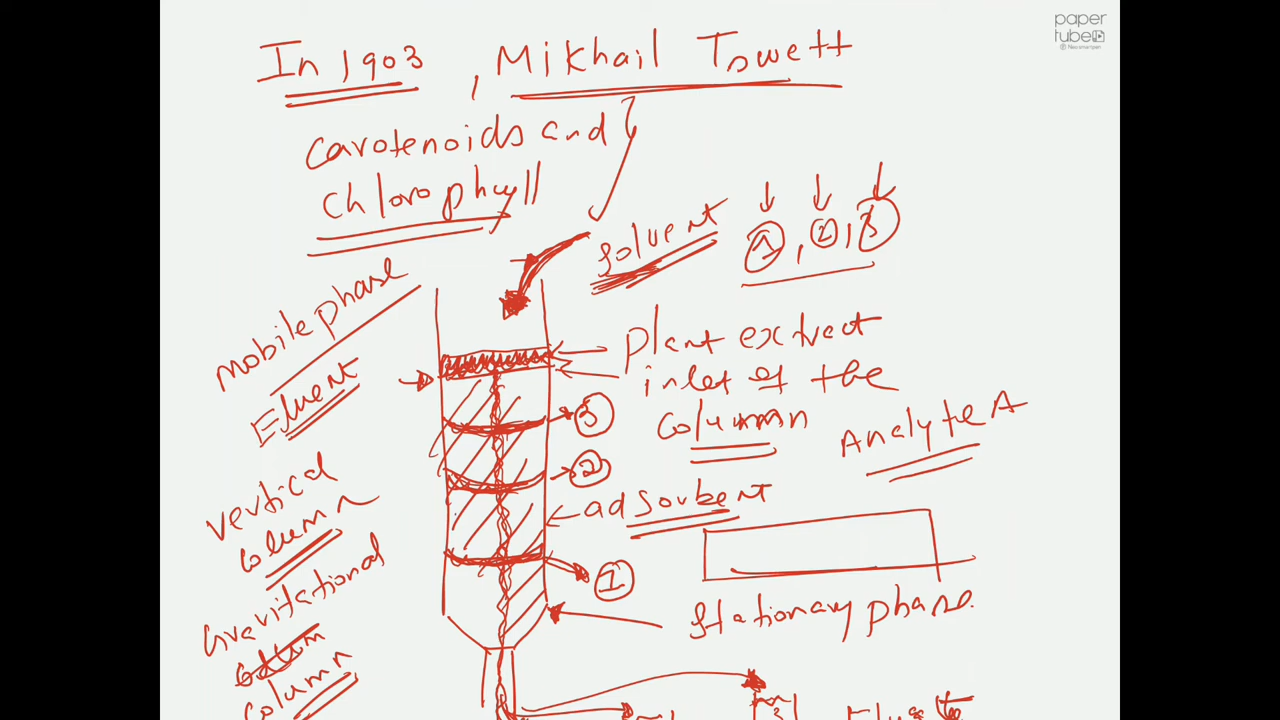 paper
tube
In 1903, Mikhail Tswett
carotenoids and
chlorophyll
solvent
1, 2, 3
mobile phase
Eluent
plant extract
inlet of the
column
3
Analyte A
2
vertical
column
adsorbent
Gravitational
column
1
stationary phase.